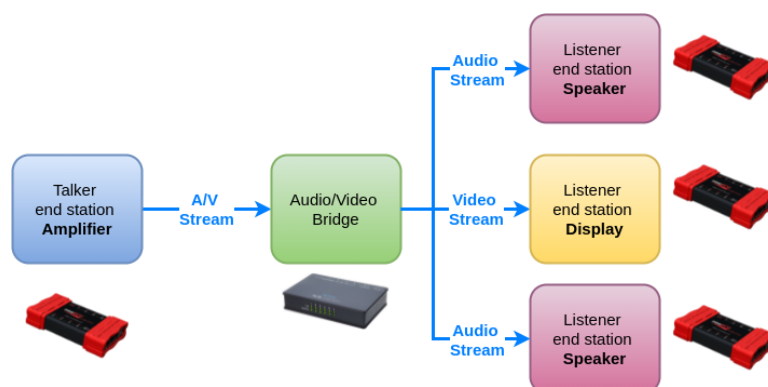 Talker
end station
Amplifier
A/V
Stream
Audio/Video
Bridge
Audio
Stream
Listener
end station
Speaker
Video
Stream
Listener
end station
Display
Audio
Stream
Listener
end station
Speaker